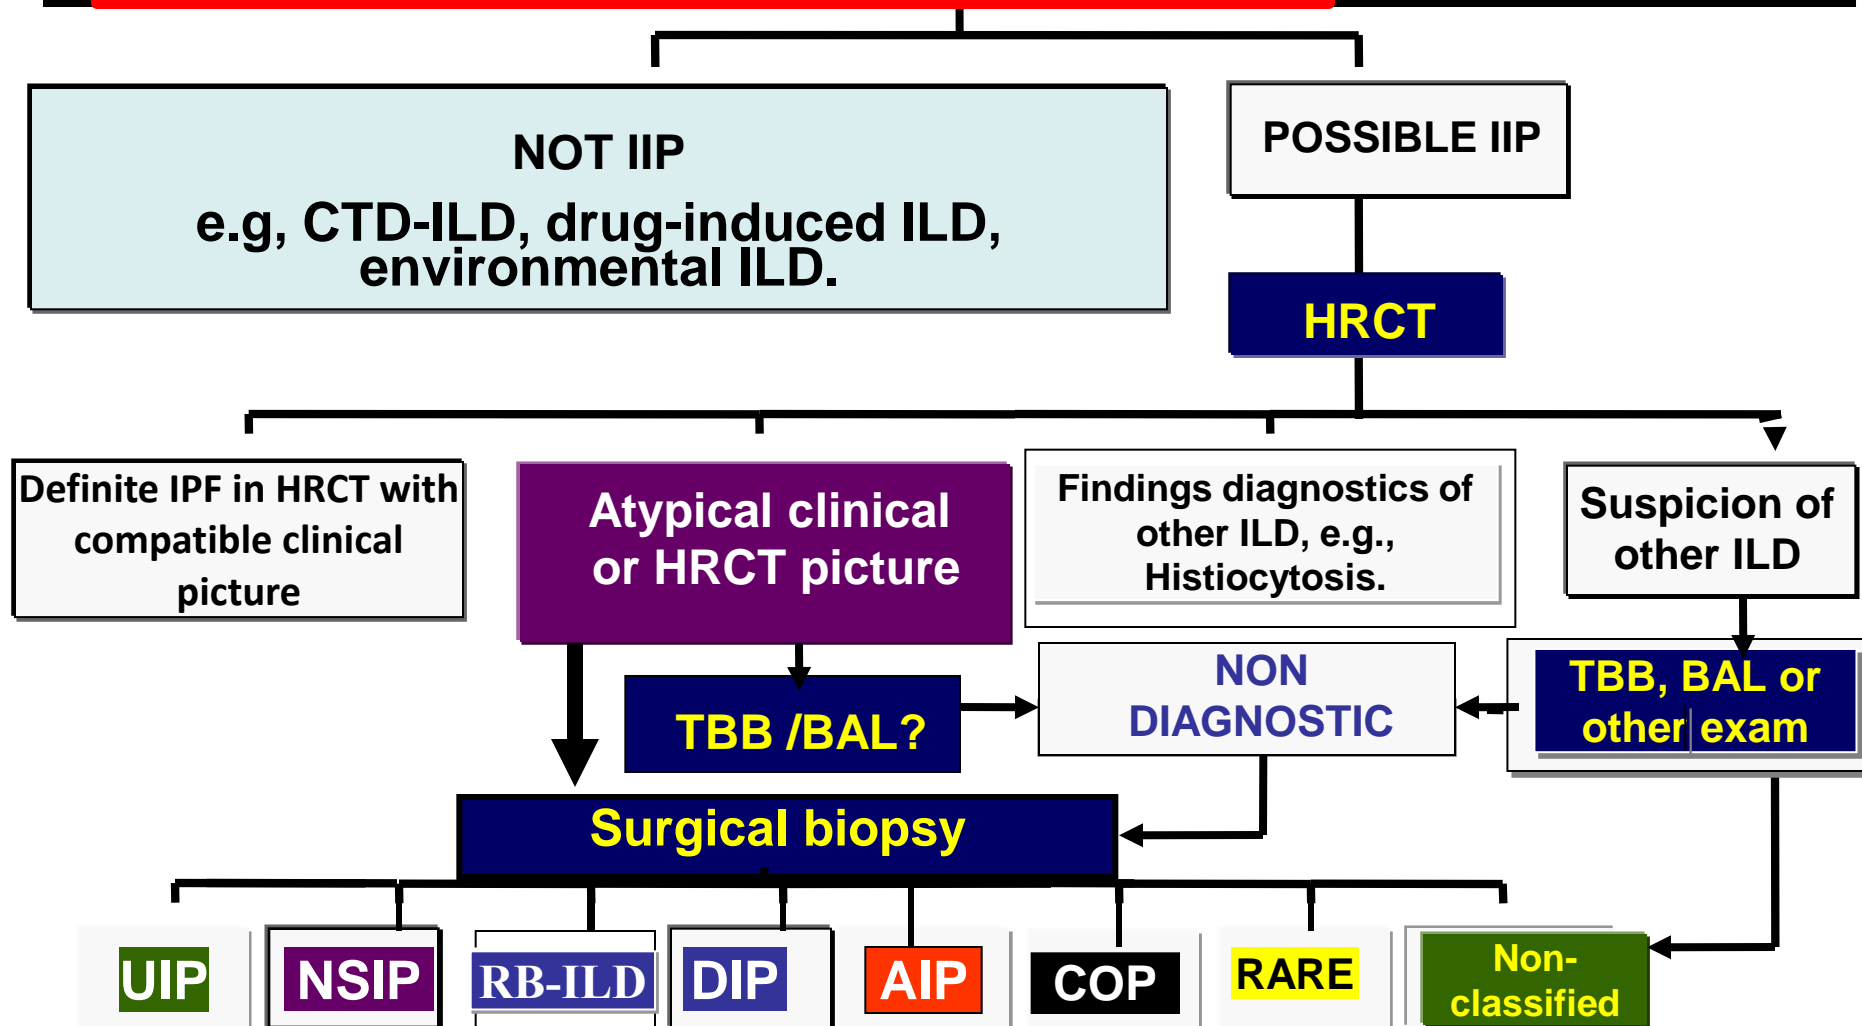 NOT IIP
e.g, CTD-ILD, drug-induced ILD,
environmental ILD.
POSSIBLE IIP
HRCT
Definite IPF in HRCT with
compatible clinical
picture
Atypical clinical
or HRCT picture
Findings diagnostics of
other ILD, e.g.,
Histiocytosis.
Suspicion of
other ILD
TBB /BAL?
NON
DIAGNOSTIC
TBB, BAL or
other exam
Surgical biopsy
UIP
NSIP
RB-ILD
DIP
AIP
COP
RARE
Non-
classified